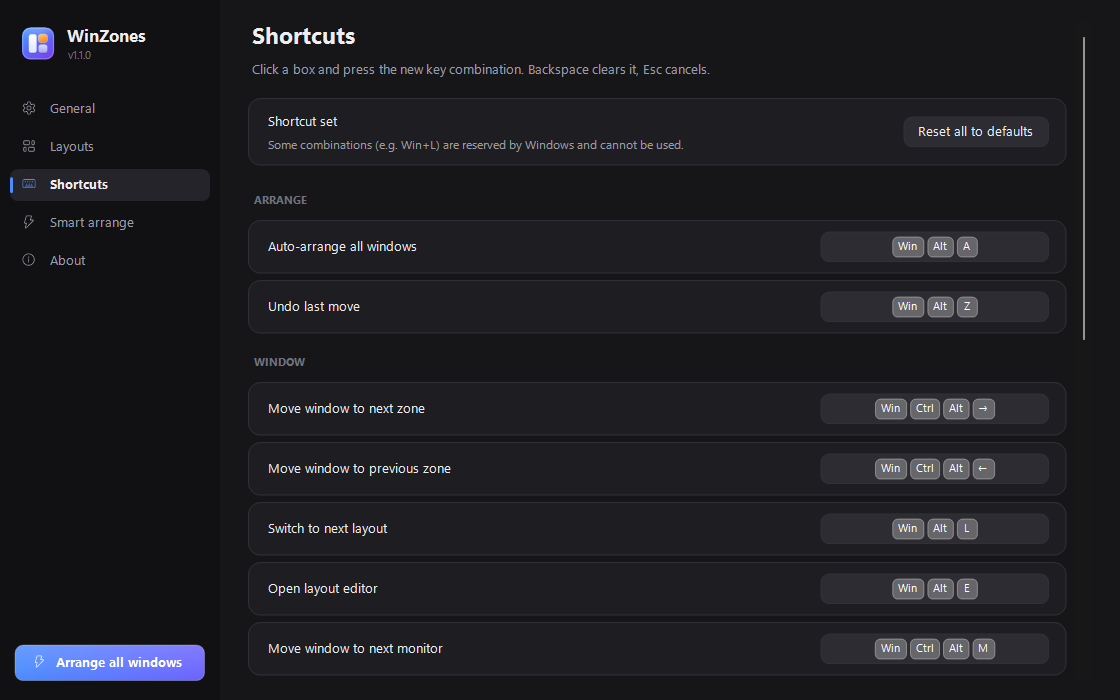 WinZones
v1.1.0
General
Layouts
Shortcuts
Smart arrange
About
Arrange all windows
Shortcuts
Click a box and press the new key combination. Backspace clears it, Esc cancels.
Shortcut set
Some combinations (e.g. Win+L) are reserved by Windows and cannot be used.
Reset all to defaults
ARRANGE
Auto-arrange all windows Win Alt A
Undo last move Win Alt Z
WINDOW
Move window to next zone Win Ctrl Alt →
Move window to previous zone Win Ctrl Alt ←
Switch to next layout Win Alt L
Open layout editor Win Alt E
Move window to next monitor Win Ctrl Alt M